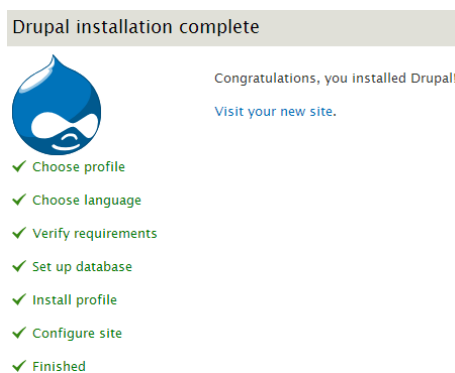 Drupal installation complete
Congratulations, you installed Drupal!
Visit your new site.
Choose profile
Choose language
Verify requirements
Set up database
Install profile
Configure site
Finished